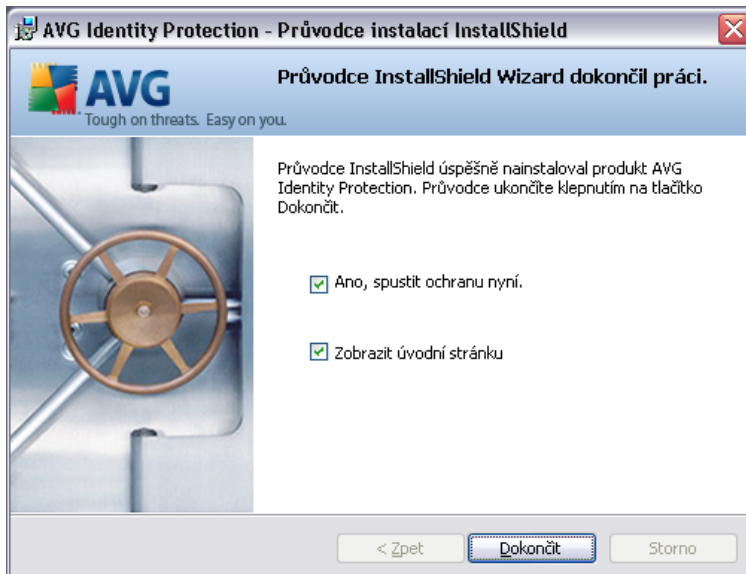 AVG Identity Protection - Průvodce instalací InstallShield
Průvodce InstallShield Wizard dokončil práci.
AVG
Tough on threats. Easy on you.
Průvodce InstallShield úspěšně nainstaloval produkt AVG
Identity Protection. Průvodce ukončíte klepnutím na tlačítko
Dokončit.
Ano, spustit ochranu nyní.
Zobrazit úvodní stránku
< Zpet
Dokončit
Storno